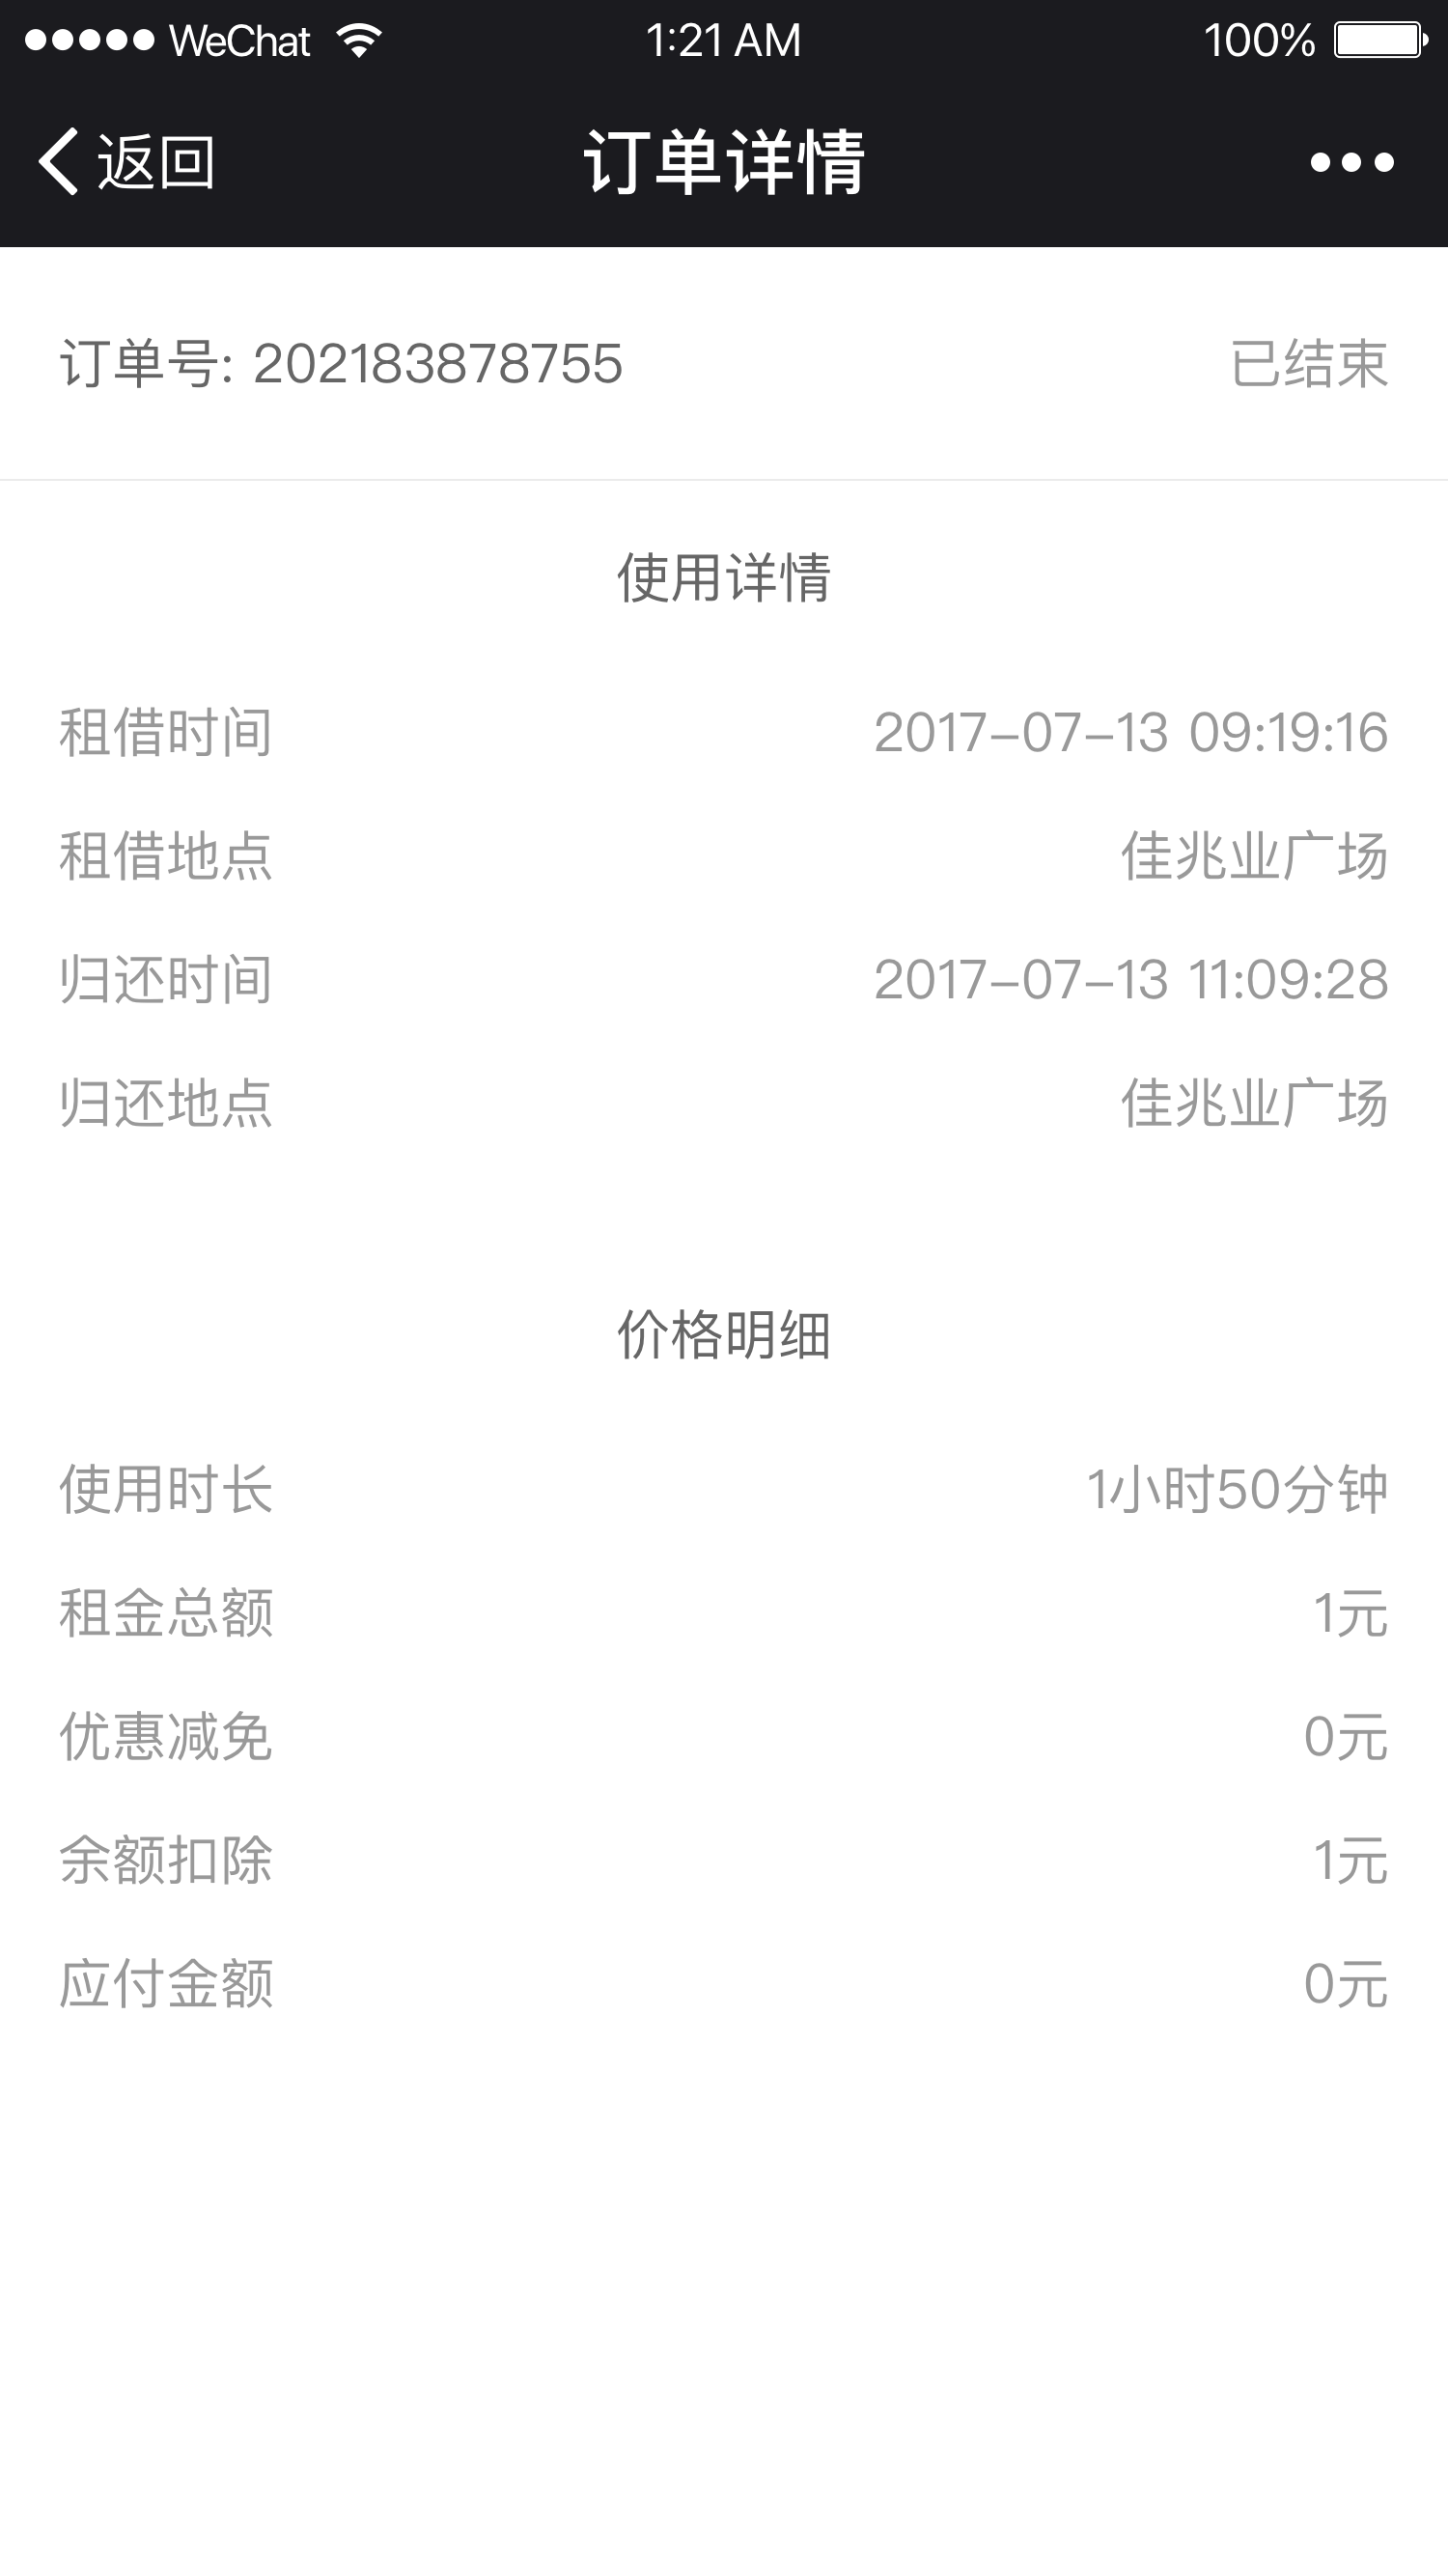 WeChat 1:21 AM 100%
返回 订单详情
订单号: 202183878755 已结束
使用详情
租借时间 2017-07-13 09:19:16
租借地点 佳兆业广场
归还时间 2017-07-13 11:09:28
归还地点 佳兆业广场
价格明细
使用时长 1小时50分钟
租金总额 1元
优惠减免 0元
余额扣除 1元
应付金额 0元